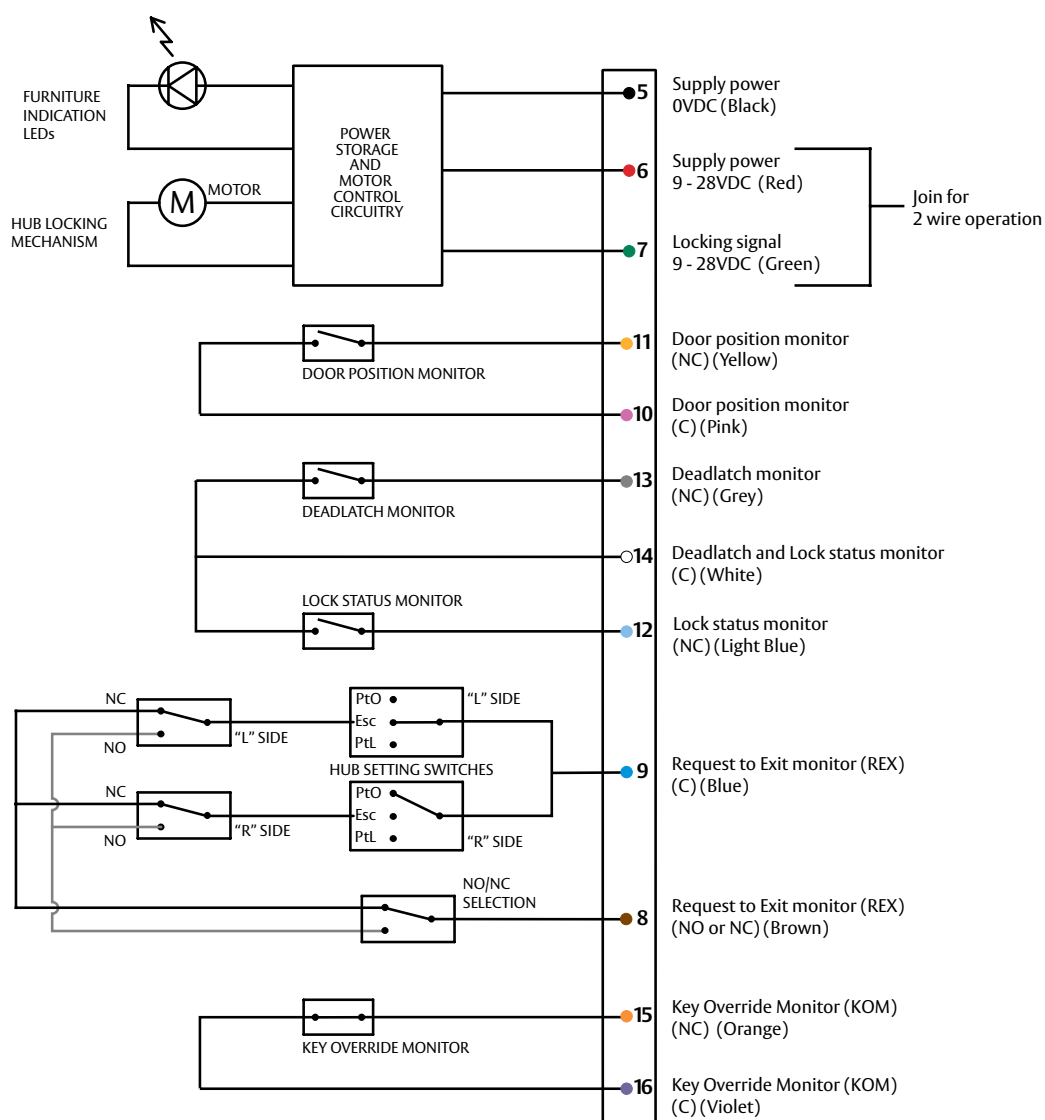 FURNITURE
INDICATION
LEDs
POWER
STORAGE
AND
MOTOR
CONTROL
CIRCUITRY
M
MOTOR
HUB LOCKING
MECHANISM
5
Supply power
0VDC (Black)
6
Supply power
9 - 28VDC (Red)
7
Locking signal
9 - 28VDC (Green)
Join for
2 wire operation
DOOR POSITION MONITOR
11
Door position monitor
(NC) (Yellow)
10
Door position monitor
(C) (Pink)
DEADLATCH MONITOR
13
Deadlatch monitor
(NC) (Grey)
14
Deadlatch and Lock status monitor
(C) (White)
LOCK STATUS MONITOR
12
Lock status monitor
(NC) (Light Blue)
NC
NO
"L" SIDE
PtO
Esc
PtL
"L" SIDE
HUB SETTING SWITCHES
NC
NO
"R" SIDE
PtO
Esc
PtL
"R" SIDE
9
Request to Exit monitor (REX)
(C) (Blue)
NO/NC
SELECTION
8
Request to Exit monitor (REX)
(NO or NC) (Brown)
KEY OVERRIDE MONITOR
15
Key Override Monitor (KOM)
(NC) (Orange)
16
Key Override Monitor (KOM)
(C) (Violet)